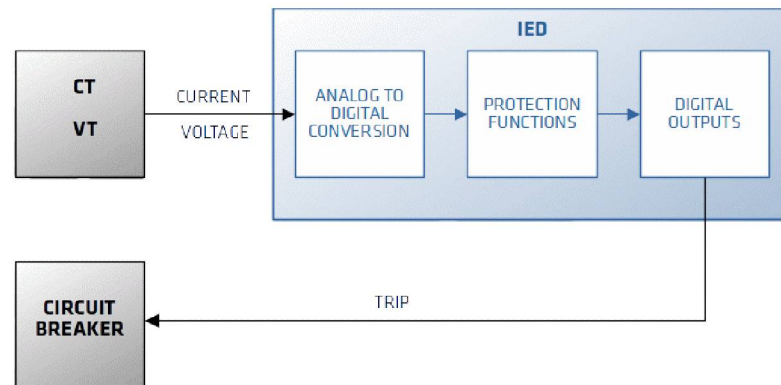 IED
CT
VT
CURRENT
VOLTAGE
ANALOG TO
DIGITAL
CONVERSION
PROTECTION
FUNCTIONS
DIGITAL
OUTPUTS
TRIP
CIRCUIT
BREAKER